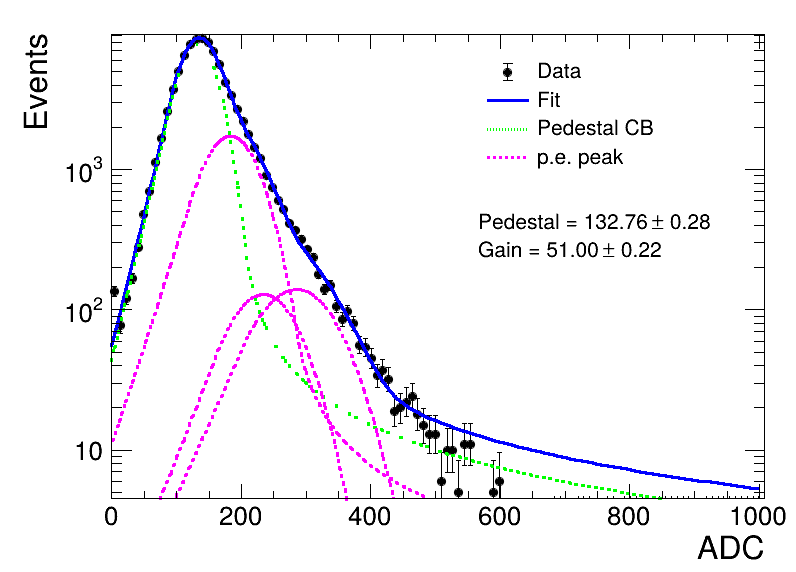 Events
Data
Fit
Pedestal CB
p.e. peak
Pedestal = 132.76 ± 0.28
Gain = 51.00 ± 0.22
10³
10²
10
0 200 400 600 800 1000
ADC